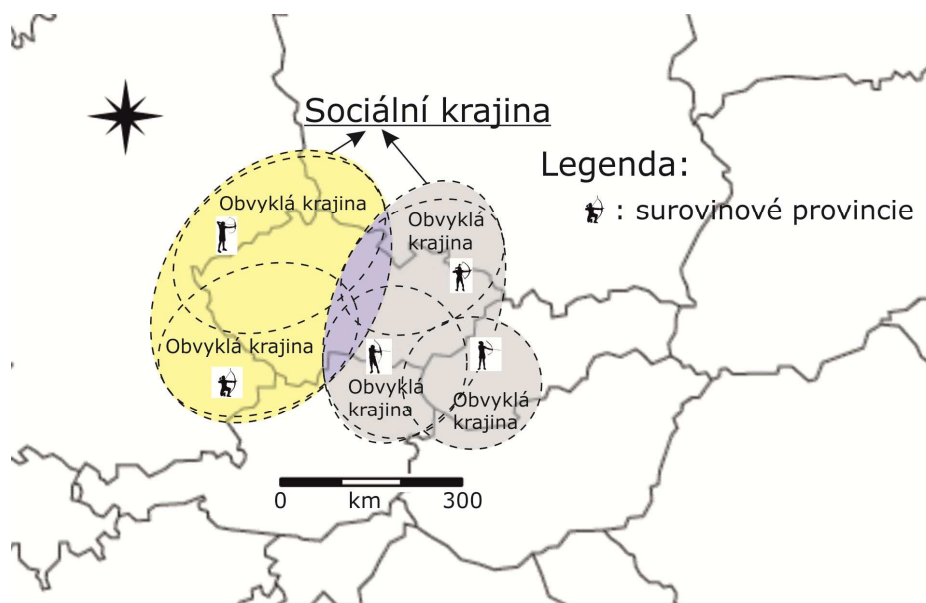 Sociální krajina
Legenda:
: surovinové provincie
Obvyklá krajina
Obvyklá
krajina
Obvyklá krajina
Obvyklá
krajina
Obvyklá
krajina
0 km 300